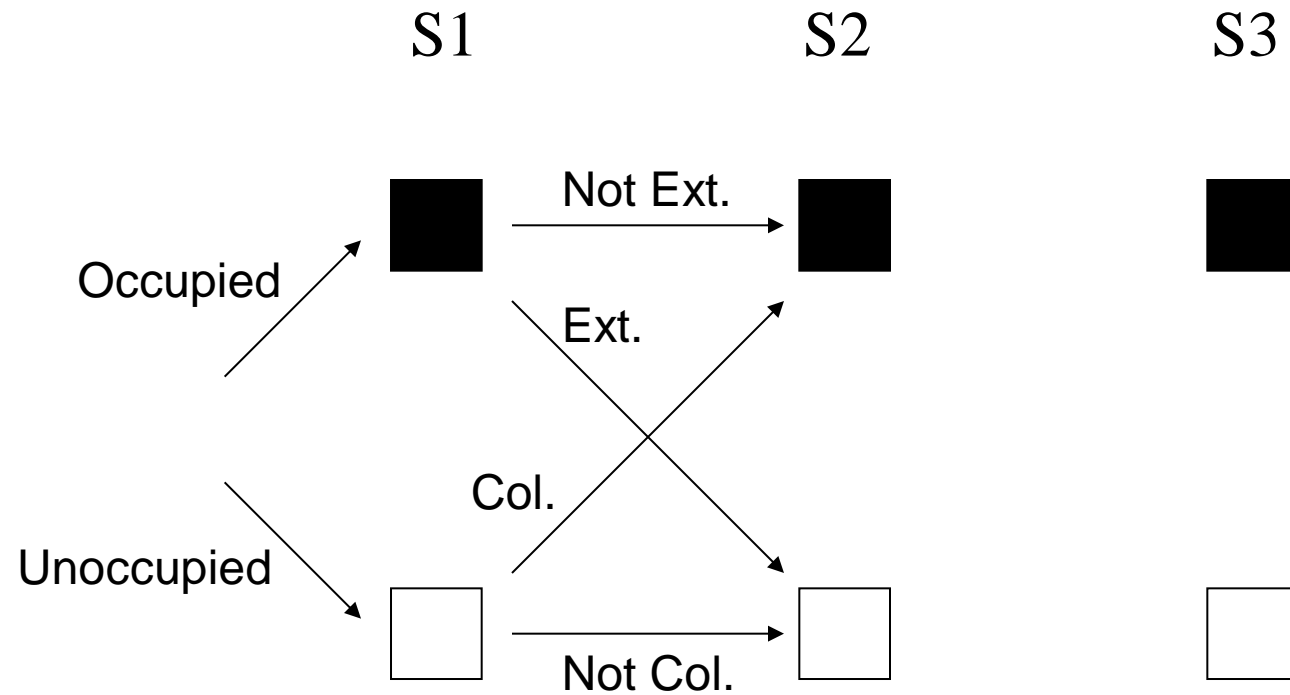 S1 S2 S3
Not Ext.
Occupied
Ext.
Col.
Unoccupied
Not Col.